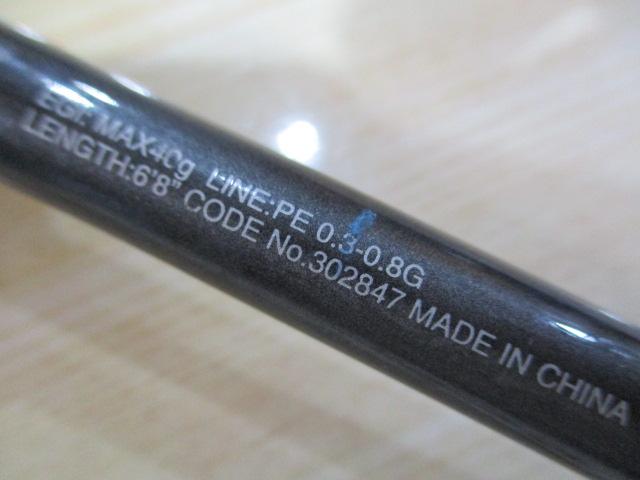 EGI: MAX40g LINE:PE 0.3-0.8G
LENGTH:6'8" CODE No.302847 MADE IN CHINA